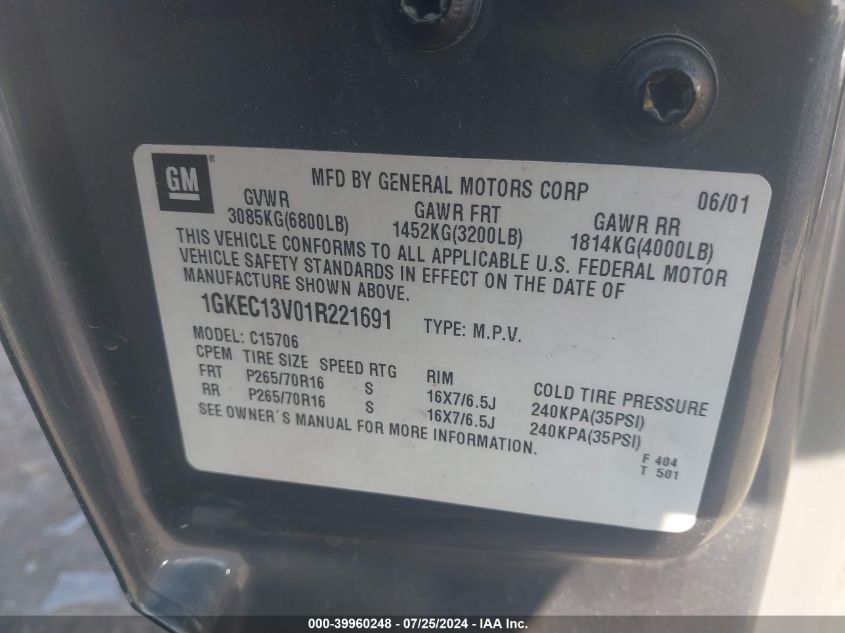 GM®
MFD BY GENERAL MOTORS CORP 06/01
GVWR GAWR FRT GAWR RR
3085KG(6800LB) 1452KG(3200LB) 1814KG(4000LB)
THIS VEHICLE CONFORMS TO ALL APPLICABLE U.S. FEDERAL MOTOR
VEHICLE SAFETY STANDARDS IN EFFECT ON THE DATE OF
MANUFACTURE SHOWN ABOVE.
1GKEC13V01R221691 TYPE: M.P.V.
MODEL: C15706
CPEM TIRE SIZE SPEED RTG RIM COLD TIRE PRESSURE
FRT P265/70R16 S 16X7/6.5J 240KPA(35PSI)
RR P265/70R16 S 16X7/6.5J 240KPA(35PSI)
SEE OWNER´S MANUAL FOR MORE INFORMATION.
F 404
T 501
000-39960248 - 07/25/2024 - IAA Inc.